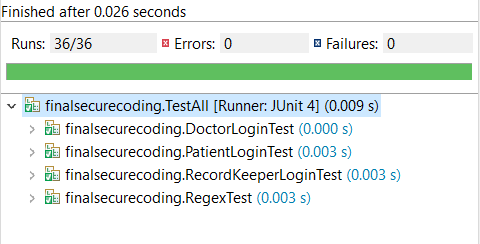 Finished after 0.026 seconds
Runs: 36/36 Errors: 0 Failures: 0
finalsecurecoding.TestAll [Runner: JUnit 4] (0.009 s)
finalsecurecoding.DoctorLoginTest (0.000 s)
finalsecurecoding.PatientLoginTest (0.003 s)
finalsecurecoding.RecordKeeperLoginTest (0.003 s)
finalsecurecoding.RegexTest (0.003 s)